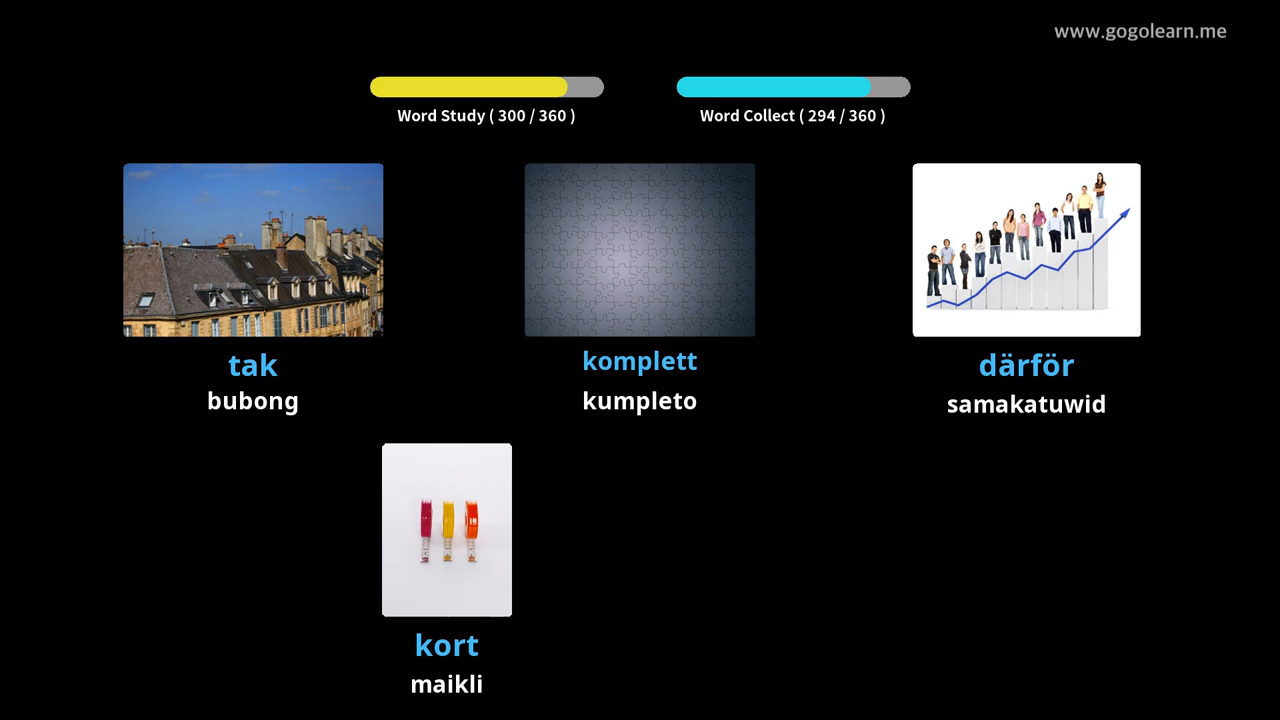 www.gogolearn.me
Word Study ( 300 / 360 )
Word Collect ( 294 / 360 )
tak
bubong
komplett
kumpleto
därför
samakatuwid
kort
maikli